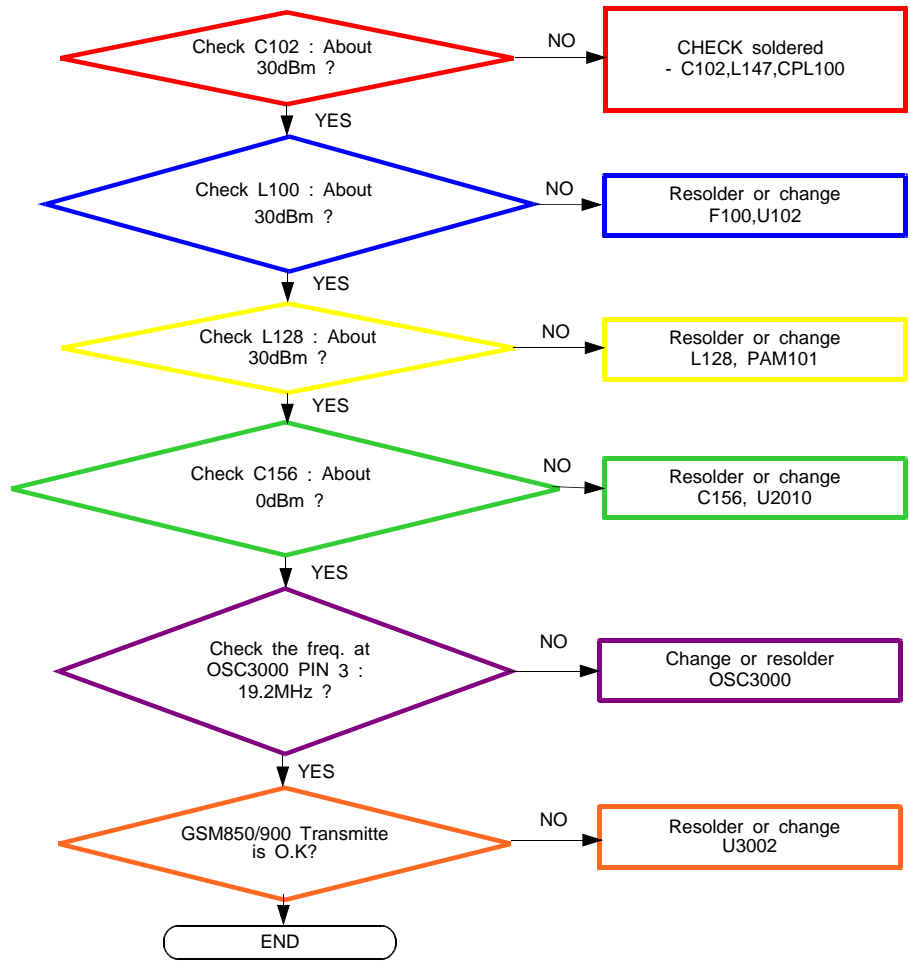 Check C102 : About
30dBm ?
NO
CHECK soldered
- C102,L147,CPL100
YES
Check L100 : About
30dBm ?
NO
Resolder or change
F100,U102
YES
Check L128 : About
30dBm ?
NO
Resolder or change
L128, PAM101
YES
Check C156 : About
0dBm ?
NO
Resolder or change
C156, U2010
YES
Check the freq. at
OSC3000 PIN 3 :
19.2MHz ?
NO
Change or resolder
OSC3000
YES
GSM850/900 Transmitte
is O.K?
NO
Resolder or change
U3002
END